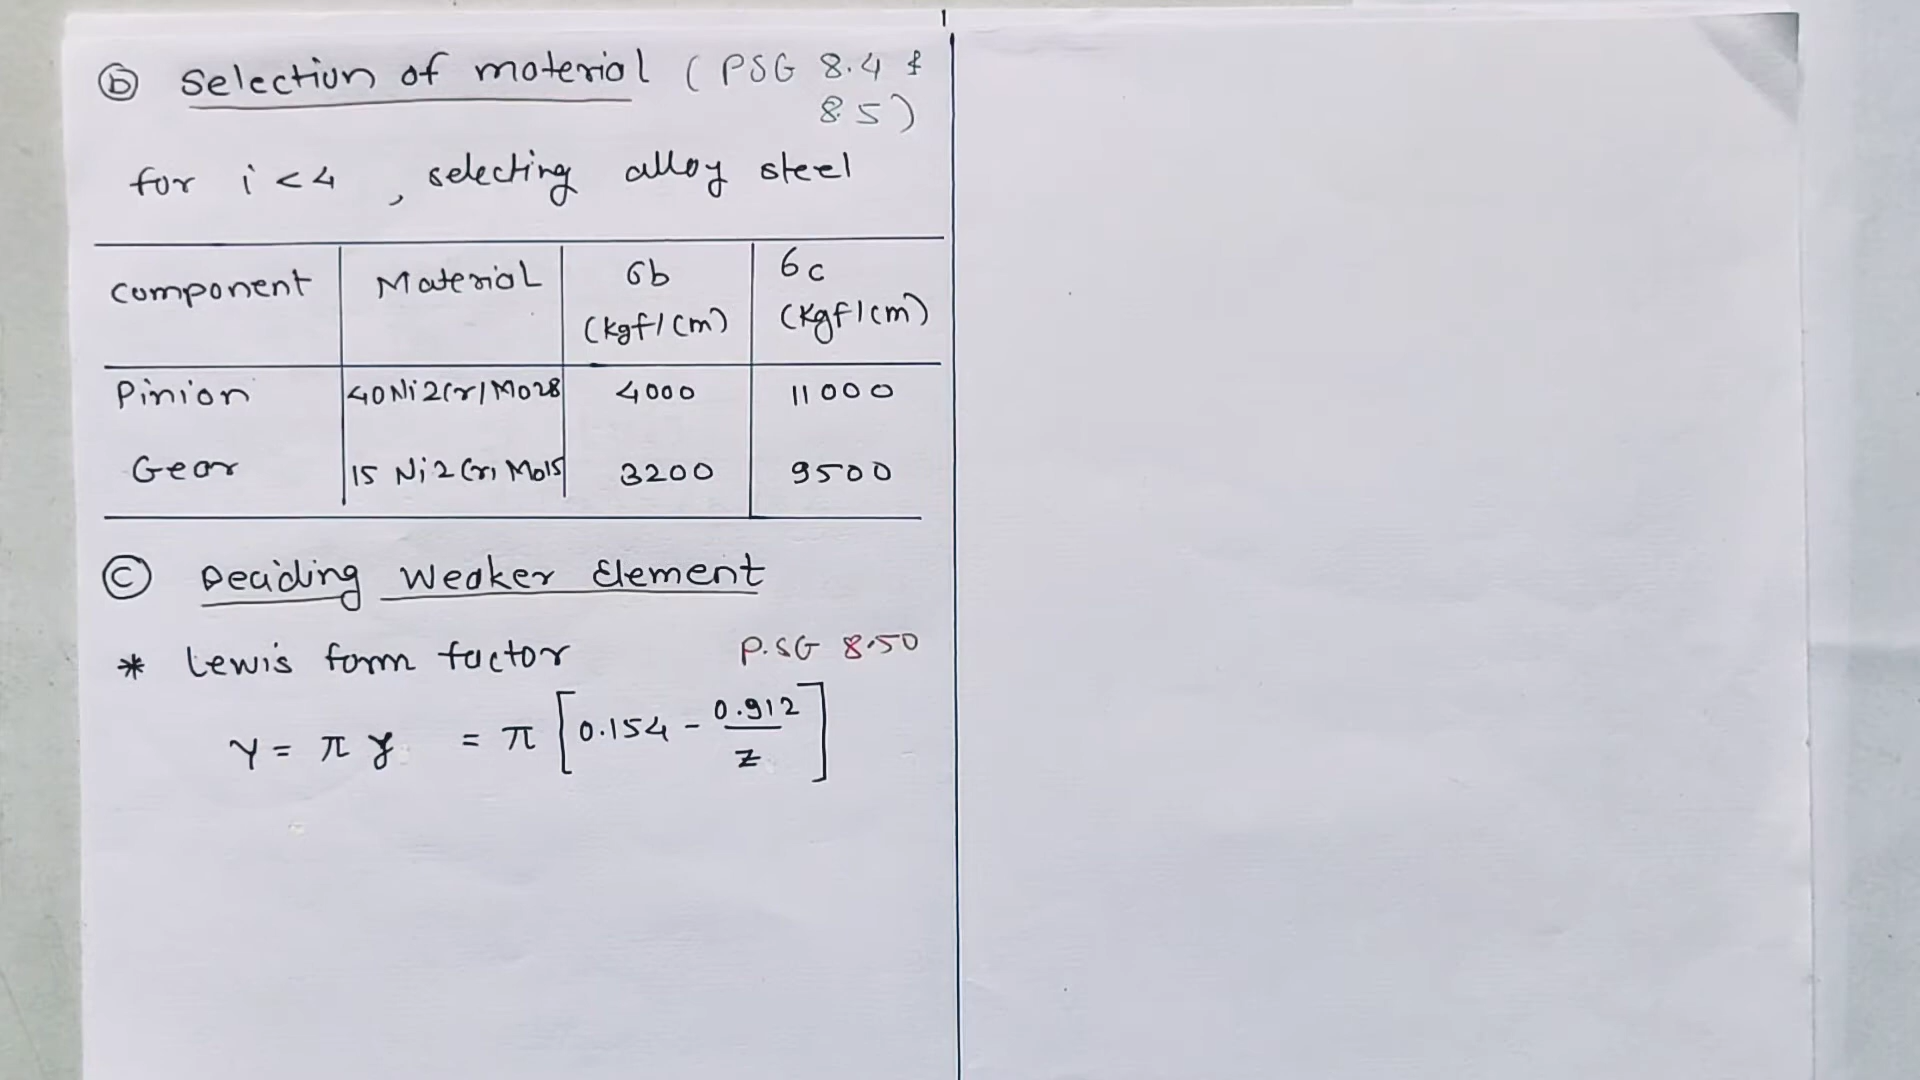 ⓑ Selection of material (PSG 8.4 &
8.5)
for i < 4 , selecting alloy steel
Component | Material | σb (kgf/cm²) | σc (kgf/cm²)
Pinion | 40Ni2Cr1Mo28 | 4000 | 11000
Gear | 15 Ni2Cr1Mo15 | 3200 | 9500
ⓒ Deciding Weaker Element
* Lewis form factor P.SG 8.50
Y = π y = π [0.154 - 0.912/z]